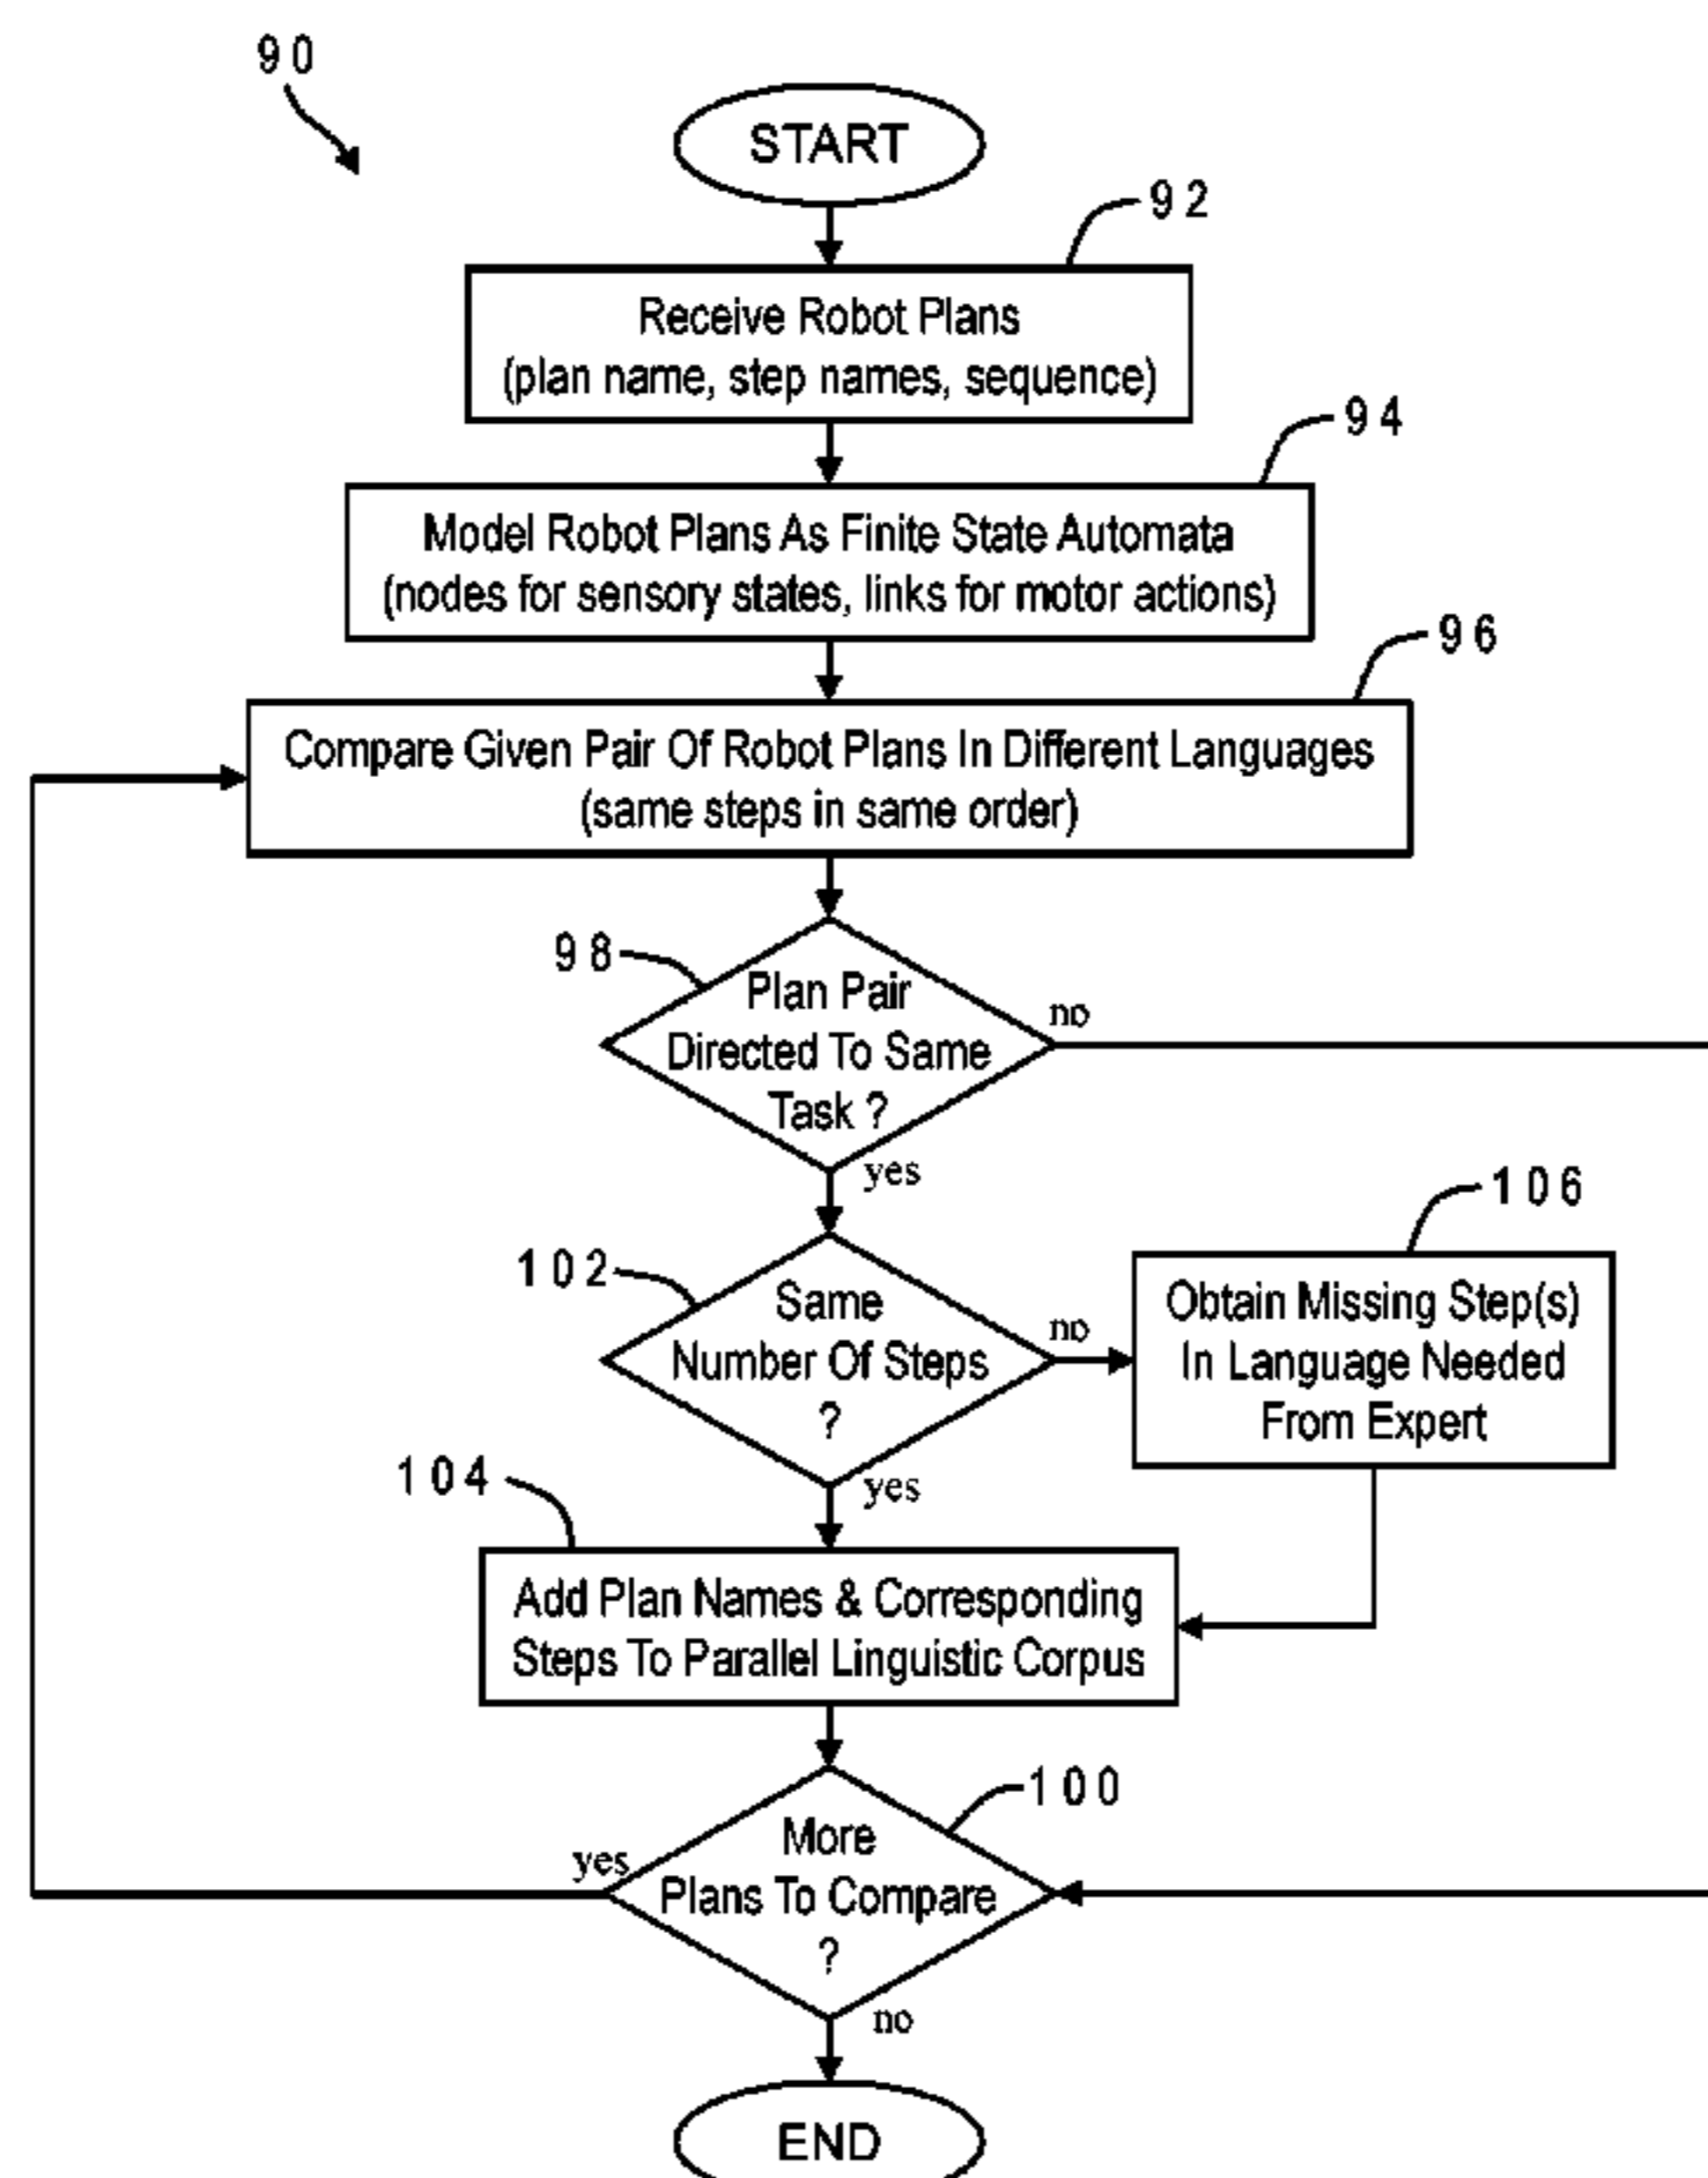 90
START
92
Receive Robot Plans
(plan name, step names, sequence)
94
Model Robot Plans As Finite State Automata
(nodes for sensory states, links for motor actions)
96
Compare Given Pair Of Robot Plans In Different Languages
(same steps in same order)
98
Plan Pair
Directed To Same
Task ?
no
yes
102
Same
Number Of Steps
?
no
yes
106
Obtain Missing Step(s)
In Language Needed
From Expert
104
Add Plan Names & Corresponding
Steps To Parallel Linguistic Corpus
100
More
Plans To Compare
?
yes
no
END